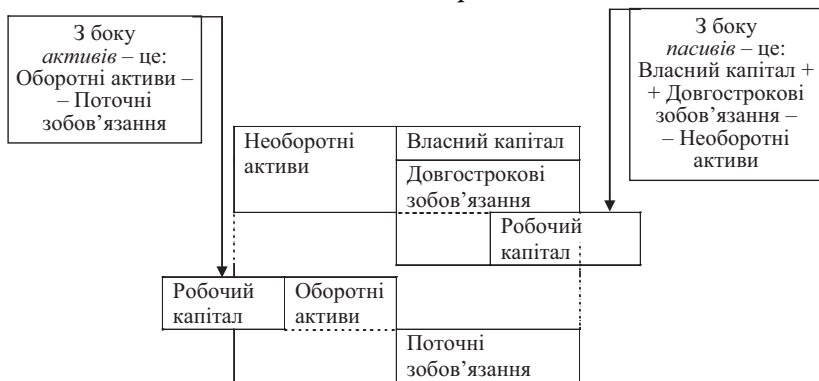 З боку
активів – це:
Оборотні активи –
– Поточні
зобов’язання
З боку
пасивів – це:
Власний капітал +
+ Довгострокові
зобов’язання –
– Необоротні
активи
Необоротні
активи
Власний капітал
Довгострокові
зобов’язання
Робочий
капітал
Робочий
капітал
Оборотні
активи
Поточні
зобов’язання